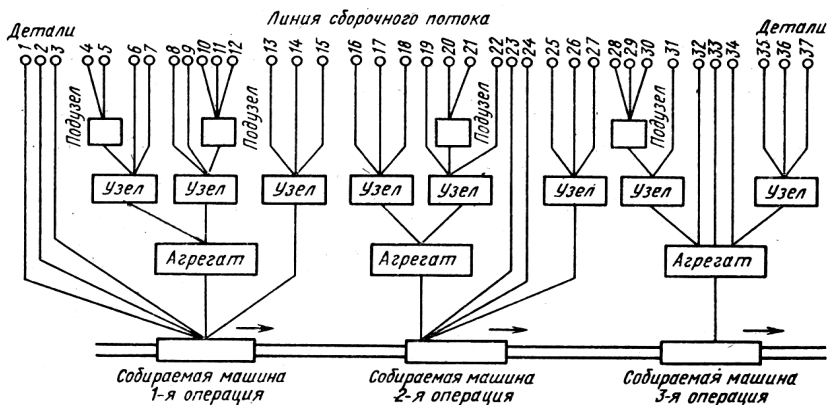 Линия сборочного потока
Детали
Детали
1 2 3 4 5 6 7 8 9 10 11 12 13 14 15 16 17 18 19 20 21 22 23 24 25 26 27 28 29 30 31 32 33 34 35 36 37
Подузел
Подузел
Подузел
Подузел
Узел
Узел
Узел
Узел
Узел
Узел
Узел
Узел
Агрегат
Агрегат
Агрегат
Собираемая машина
1-я операция
Собираемая машина
2-я операция
Собираемая машина
3-я операция